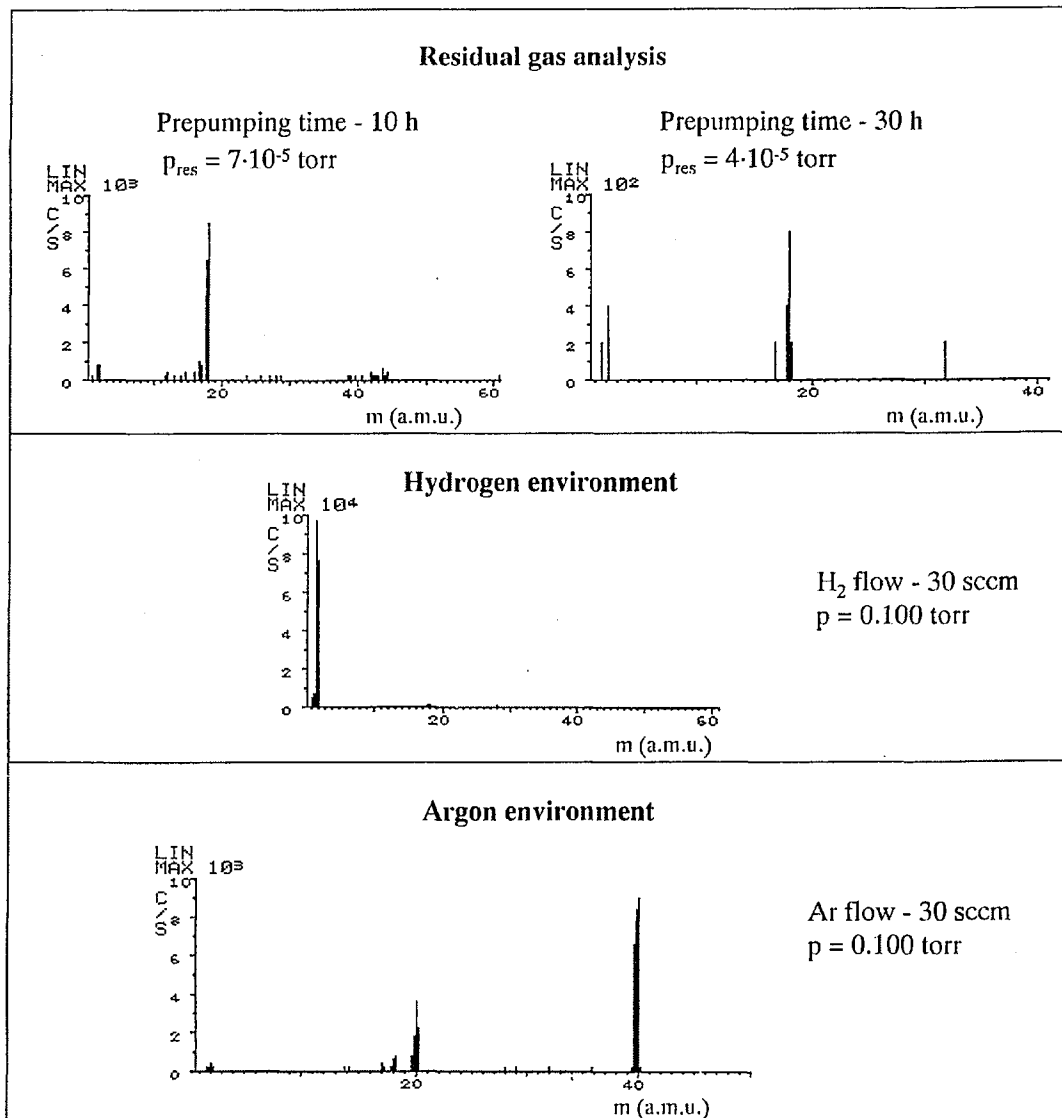 Residual gas analysis
Prepumping time - 10 h
p_res = 7·10⁻⁵ torr
LIN
MAX 10³
C/S
10
8
6
4
2
0
20
40
60
m (a.m.u.)
Prepumping time - 30 h
p_res = 4·10⁻⁵ torr
LIN
MAX 10²
C/S
10
8
6
4
2
0
20
40
m (a.m.u.)
Hydrogen environment
LIN
MAX 10⁴
C/S
10
8
6
4
2
0
20
40
60
m (a.m.u.)
H₂ flow - 30 sccm
p = 0.100 torr
Argon environment
LIN
MAX 10³
C/S
10
8
6
4
2
0
20
40
m (a.m.u.)
Ar flow - 30 sccm
p = 0.100 torr